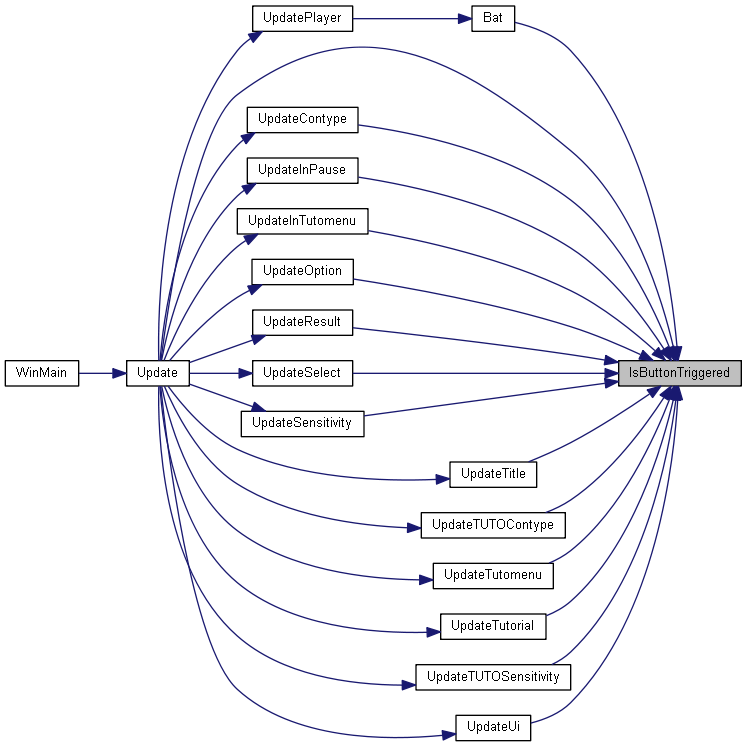 UpdatePlayer
Bat
UpdateContype
UpdateInPause
UpdateInTutomenu
UpdateOption
UpdateResult
WinMain
Update
UpdateSelect
IsButtonTriggered
UpdateSensitivity
UpdateTitle
UpdateTUTOContype
UpdateTutomenu
UpdateTutorial
UpdateTUTOSensitivity
UpdateUi